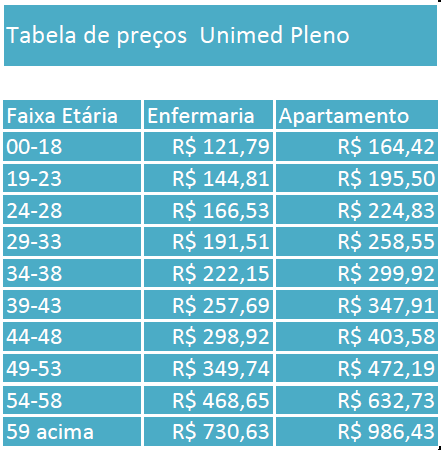 Tabela de preços  Unimed Pleno
Faixa Etária Enfermaria Apartamento
00-18 R$ 121,79 R$ 164,42
19-23 R$ 144,81 R$ 195,50
24-28 R$ 166,53 R$ 224,83
29-33 R$ 191,51 R$ 258,55
34-38 R$ 222,15 R$ 299,92
39-43 R$ 257,69 R$ 347,91
44-48 R$ 298,92 R$ 403,58
49-53 R$ 349,74 R$ 472,19
54-58 R$ 468,65 R$ 632,73
59 acima R$ 730,63 R$ 986,43